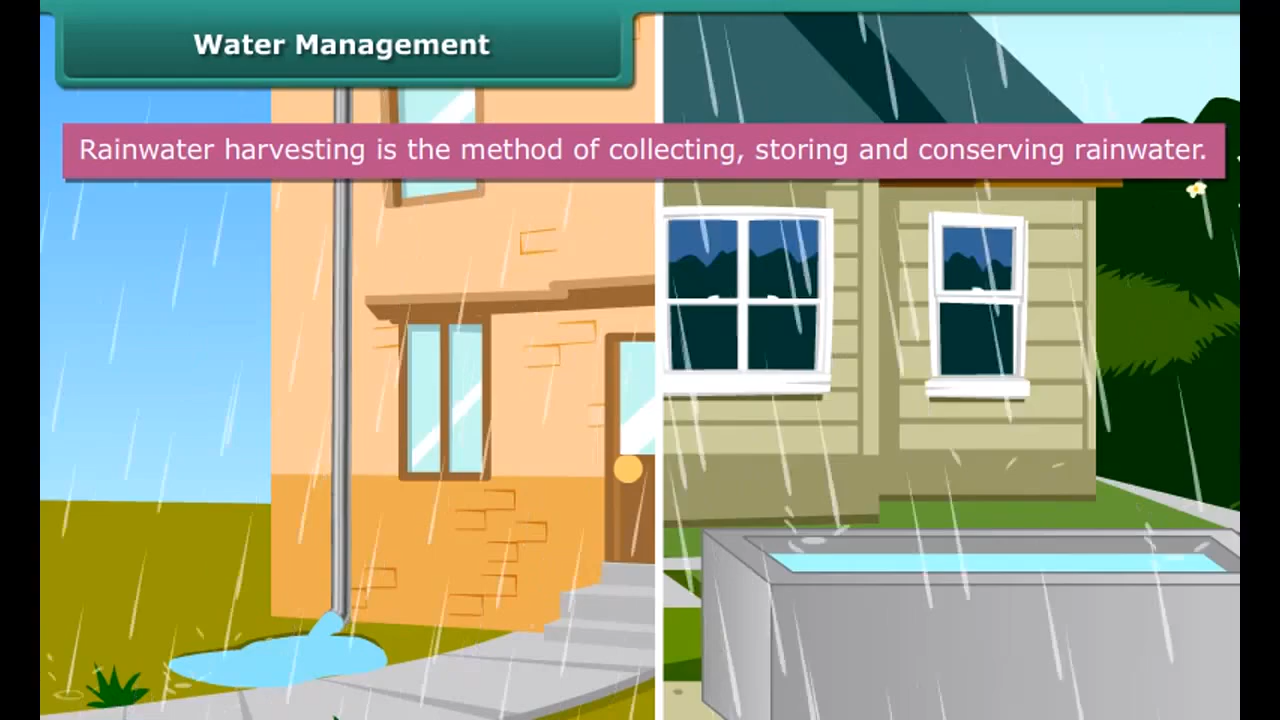 Water Management
Rainwater harvesting is the method of collecting, storing and conserving rainwater.